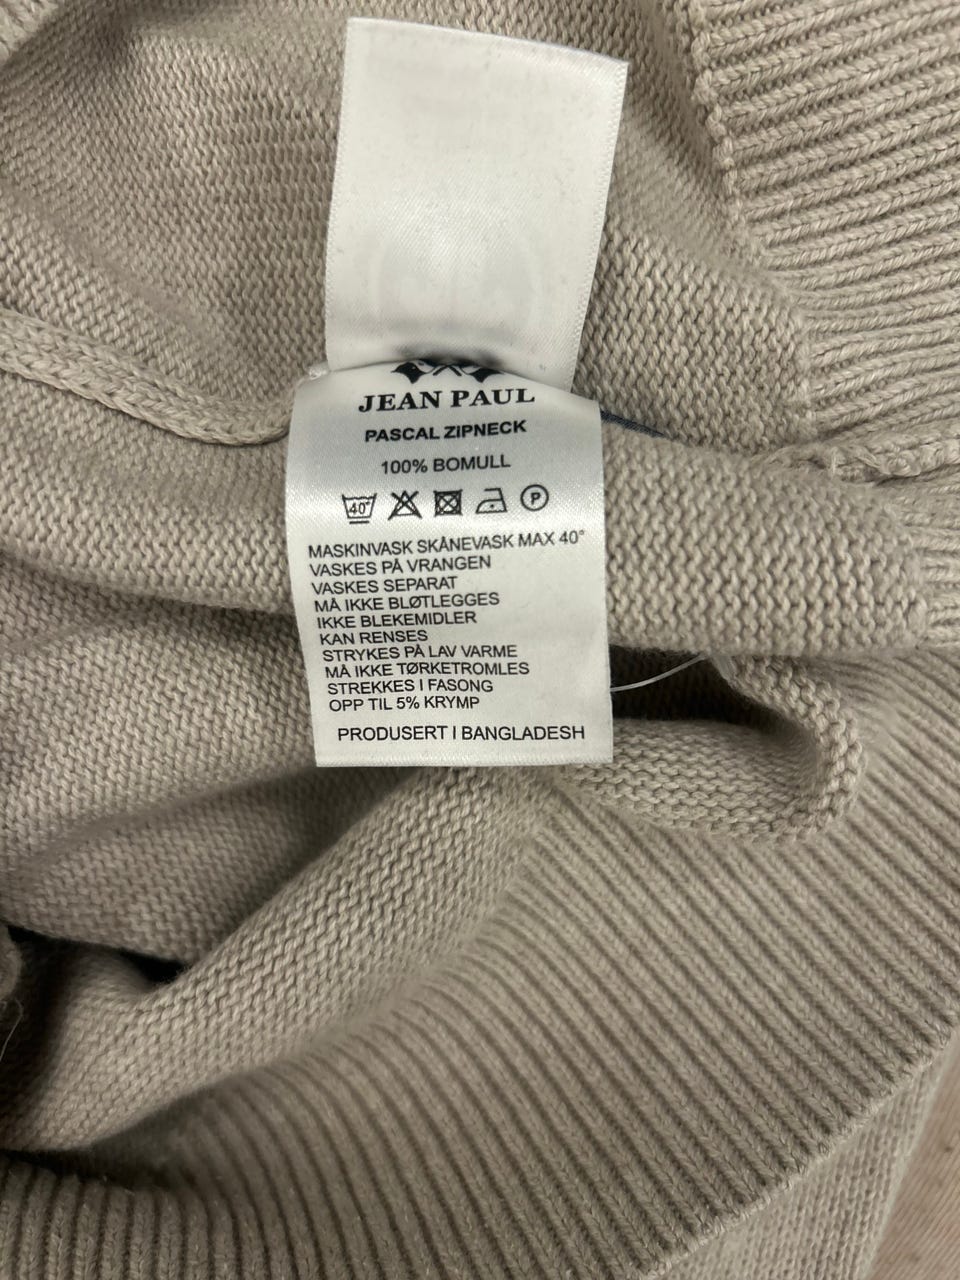 JEAN PAUL
PASCAL ZIPNECK
100% BOMULL
40° P
MASKINVASK SKÅNEVASK MAX 40°
VASKES PÅ VRANGEN
VASKES SEPARAT
MÅ IKKE BLØTLEGGES
IKKE BLEKEMIDLER
KAN RENSES
STRYKES PÅ LAV VARME
MÅ IKKE TØRKETROMLES
STREKKES I FASONG
OPP TIL 5% KRYMP
PRODUSERT I BANGLADESH